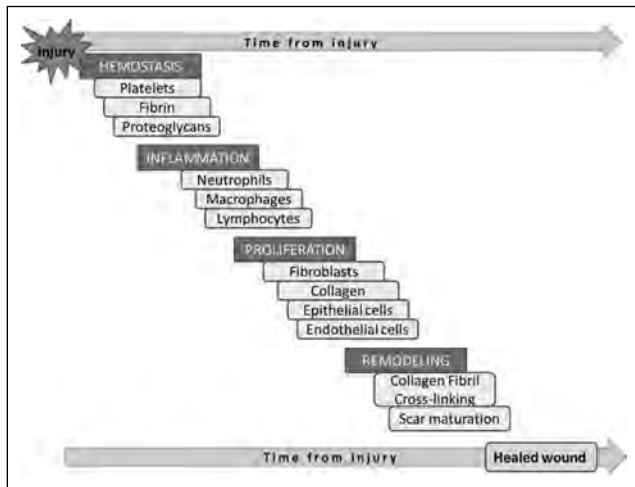 injury
Time from injury
HEMOSTASIS
Platelets
Fibrin
Proteoglycans
INFLAMMATION
Neutrophils
Macrophages
Lymphocytes
PROLIFERATION
Fibroblasts
Collagen
Epithelial cells
Endothelial cells
REMODELING
Collagen Fibril
Cross-linking
Scar maturation
Time from injury
Healed wound